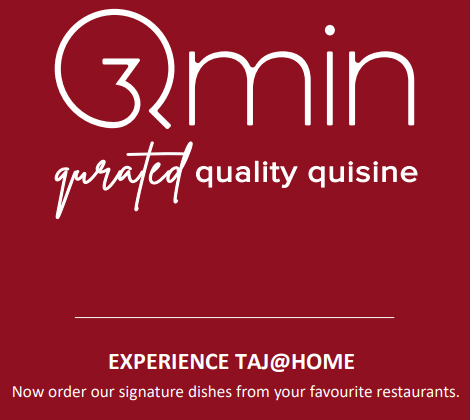 Qmin
qurated quality quisine
EXPERIENCE TAJ@HOME
Now order our signature dishes from your favourite restaurants.